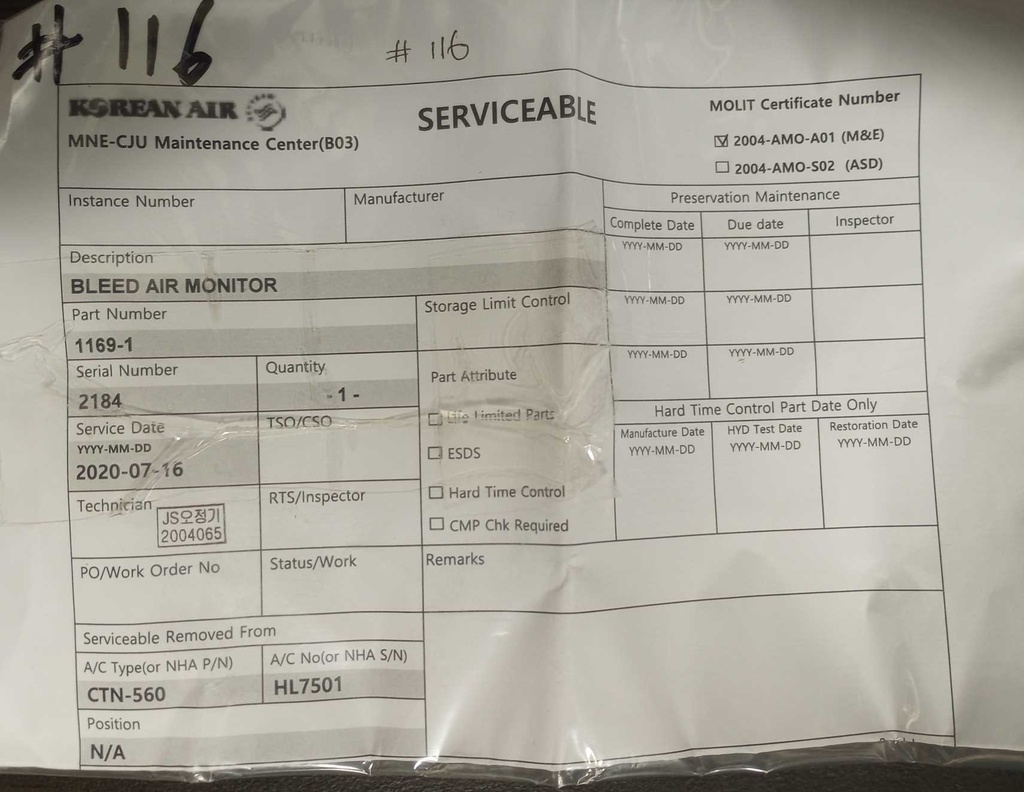 # 116
# 116
KOREAN AIR
SERVICEABLE
MOLIT Certificate Number
MNE-CJU Maintenance Center(B03)
☑ 2004-AMO-A01 (M&E)
☐ 2004-AMO-S02 (ASD)
Instance Number
Manufacturer
Preservation Maintenance
Complete Date Due date Inspector
YYYY-MM-DD YYYY-MM-DD
Description
BLEED AIR MONITOR
Part Number
1169-1
Storage Limit Control
YYYY-MM-DD YYYY-MM-DD
Serial Number
2184
Quantity
- 1 -
Part Attribute
YYYY-MM-DD YYYY-MM-DD
Service Date
YYYY-MM-DD
2020-07-16
TSO/CSO
☐ Life Limited Parts
☐ ESDS
☐ Hard Time Control
☐ CMP Chk Required
Hard Time Control Part Date Only
Manufacture Date HYD Test Date Restoration Date
YYYY-MM-DD YYYY-MM-DD YYYY-MM-DD
Technician
JS오정기
2004065
RTS/Inspector
PO/Work Order No
Status/Work
Remarks
Serviceable Removed From
A/C Type(or NHA P/N)
CTN-560
A/C No(or NHA S/N)
HL7501
Position
N/A